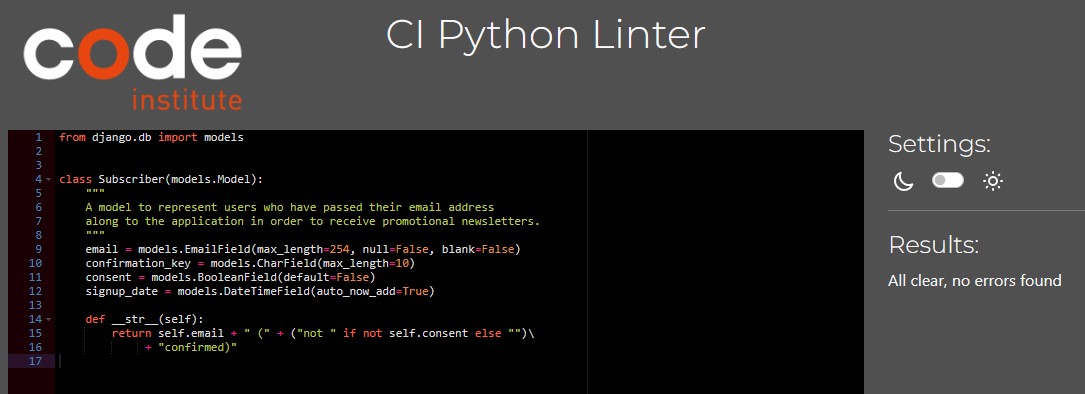 code
institute
CI Python Linter
1 from django.db import models
2
3
4 class Subscriber(models.Model):
5     """
6     A model to represent users who have passed their email address
7     along to the application in order to receive promotional newsletters.
8     """
9     email = models.EmailField(max_length=254, null=False, blank=False)
10     confirmation_key = models.CharField(max_length=10)
11     consent = models.BooleanField(default=False)
12     signup_date = models.DateTimeField(auto_now_add=True)
13
14     def __str__(self):
15         return self.email + " (" + ("not " if not self.consent else "")\
16              + "confirmed)"
17
Settings:
Results:
All clear, no errors found